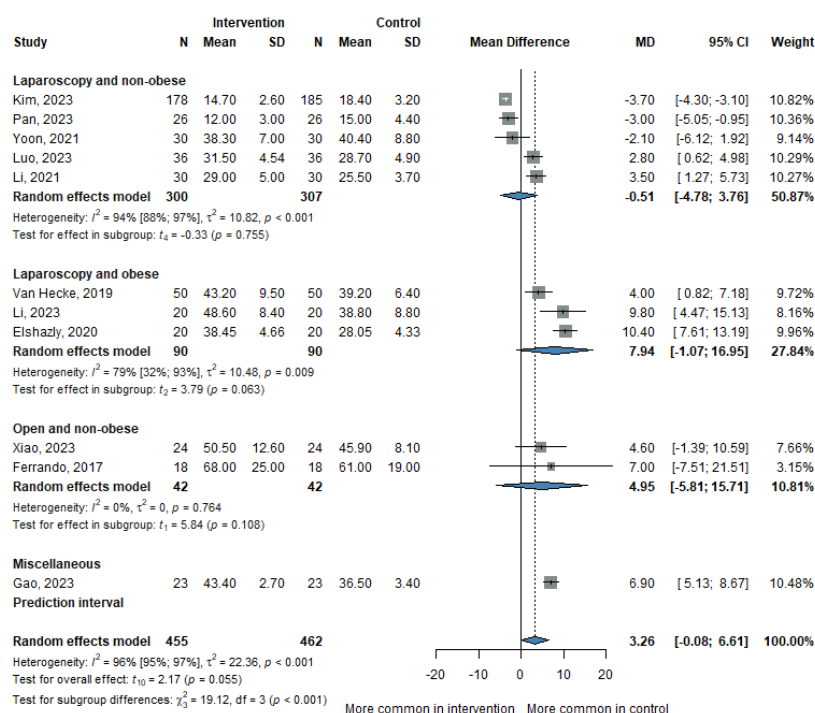 Intervention Control
Study N Mean SD N Mean SD Mean Difference MD 95% CI Weight
Laparoscopy and non-obese
Kim, 2023 178 14.70 2.60 185 18.40 3.20 -3.70 [-4.30; -3.10] 10.82%
Pan, 2023 26 12.00 3.00 26 15.00 4.40 -3.00 [-5.05; -0.95] 10.36%
Yoon, 2021 30 38.30 7.00 30 40.40 8.80 -2.10 [-6.12; 1.92] 9.14%
Luo, 2023 36 31.50 4.54 36 28.70 4.90 2.80 [ 0.62; 4.98] 10.29%
Li, 2021 30 29.00 5.00 30 25.50 3.70 3.50 [ 1.27; 5.73] 10.27%
Random effects model 300 307 -0.51 [-4.78; 3.76] 50.87%
Heterogeneity: I² = 94% [88%; 97%], τ² = 10.82, p < 0.001
Test for effect in subgroup: t₄ = -0.33 (p = 0.755)
Laparoscopy and obese
Van Hecke, 2019 50 43.20 9.50 50 39.20 6.40 4.00 [ 0.82; 7.18] 9.72%
Li, 2023 20 48.60 8.40 20 38.80 8.80 9.80 [ 4.47; 15.13] 8.16%
Elshazly, 2020 20 38.45 4.66 20 28.05 4.33 10.40 [ 7.61; 13.19] 9.96%
Random effects model 90 90 7.94 [-1.07; 16.95] 27.84%
Heterogeneity: I² = 79% [32%; 93%], τ² = 10.48, p = 0.009
Test for effect in subgroup: t₂ = 3.79 (p = 0.063)
Open and non-obese
Xiao, 2023 24 50.50 12.60 24 45.90 8.10 4.60 [-1.39; 10.59] 7.66%
Ferrando, 2017 18 68.00 25.00 18 61.00 19.00 7.00 [-7.51; 21.51] 3.15%
Random effects model 42 42 4.95 [-5.81; 15.71] 10.81%
Heterogeneity: I² = 0%, τ² = 0, p = 0.764
Test for effect in subgroup: t₁ = 5.84 (p = 0.108)
Miscellaneous
Gao, 2023 23 43.40 2.70 23 36.50 3.40 6.90 [ 5.13; 8.67] 10.48%
Prediction interval
Random effects model 455 462 3.26 [-0.08; 6.61] 100.00%
Heterogeneity: I² = 96% [95%; 97%], τ² = 22.36, p < 0.001
Test for overall effect: t₁₀ = 2.17 (p = 0.055)
-20 -10 0 10 20
Test for subgroup differences: χ²₃ = 19.12, df = 3 (p < 0.001)
More common in intervention More common in control